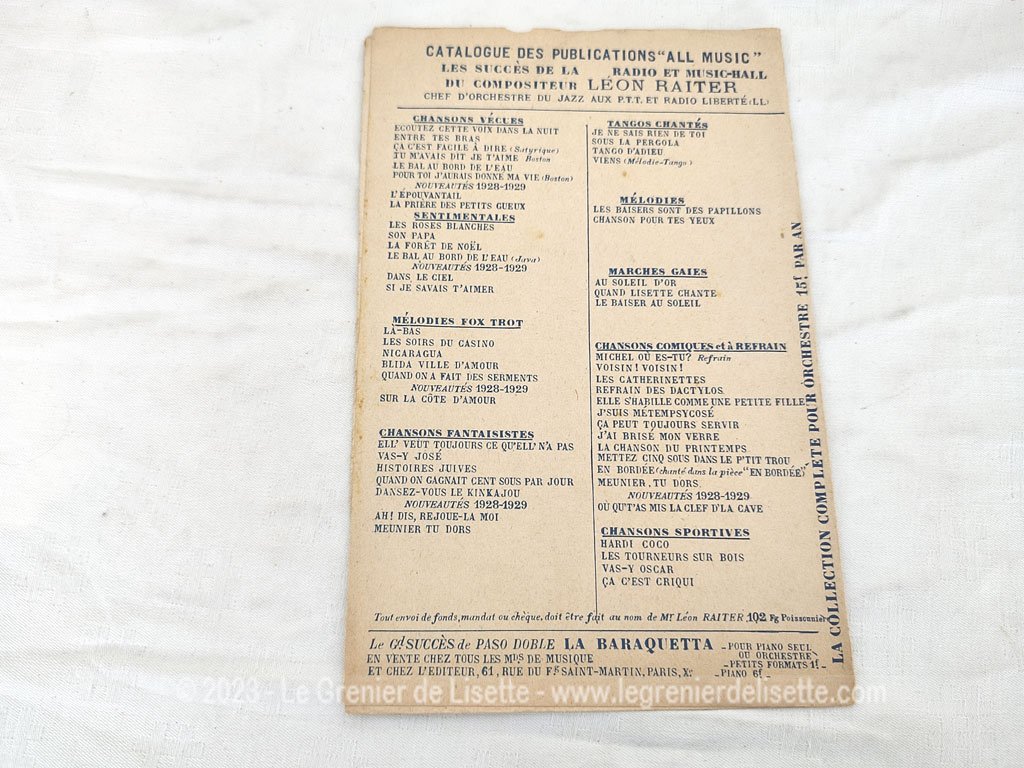 CATALOGUE DES PUBLICATIONS "ALL MUSIC"
LES SUCCÈS DE LA RADIO ET MUSIC-HALL
DU COMPOSITEUR LÉON RAITER
CHEF D'ORCHESTRE DU JAZZ AUX P.T.T. ET RADIO LIBERTÉ (LL)
CHANSONS VÉCUES
ECOUTEZ CETTE VOIX DANS LA NUIT
ENTRE TES BRAS
ÇA C'EST FACILE À DIRE (Satyrique)
TU M'AVAIS DIT JE T'AIME Boston
LE BAL AU BORD DE L'EAU
POUR TOI J'AURAIS DONNE MA VIE (Boston)
NOUVEAUTÉS 1928-1929
L'ÉPOUVANTAIL
LA PRIÈRE DES PETITS GUEUX
SENTIMENTALES
LES ROSES BLANCHES
SON PAPA
LA FORÊT DE NOËL
LE BAL AU BORD DE L'EAU (Java)
NOUVEAUTÉS 1928-1929
DANS LE CIEL
SI JE SAVAIS T'AIMER
MÉLODIES FOX TROT
LÀ-BAS
LES SOIRS DU CASINO
NICARAGUA
BLIDA VILLE D'AMOUR
QUAND ON A FAIT DES SERMENTS
NOUVEAUTÉS 1928-1929
SUR LA CÔTE D'AMOUR
CHANSONS FANTAISISTES
ELL' VEUT TOUJOURS CE QU'ELL' N'A PAS
VAS-Y JOSÉ
HISTOIRES JUIVES
QUAND ON GAGNAIT CENT SOUS PAR JOUR
DANSEZ-VOUS LE KINKAJOU
NOUVEAUTÉS 1928-1929
AH! DIS, REJOUE-LA MOI
MEUNIER TU DORS
TANGOS CHANTÉS
JE NE SAIS RIEN DE TOI
SOUS LA PERGOLA
TANGO D'ADIEU
VIENS (Mélodie-Tango)
MÉLODIES
LES BAISERS SONT DES PAPILLONS
CHANSON POUR TES YEUX
MARCHES GAIES
AU SOLEIL D'OR
QUAND LISETTE CHANTE
LE BAISER AU SOLEIL
CHANSONS COMIQUES et à REFRAIN
MICHEL OÙ ES-TU? Refrain
VOISIN! VOISIN!
LES CATHERINETTES
REFRAIN DES DACTYLOS
ELLE S'HABILLE COMME UNE PETITE FILLE
J'SUIS MÉTEMPSYCOSÉ
ÇA PEUT TOUJOURS SERVIR
J'AI BRISÉ MON VERRE
LA CHANSON DU PRINTEMPS
METTEZ CINQ SOUS DANS LE P'TIT TROU
EN BORDÉE (chanté dans la pièce "EN BORDÉE")
MEUNIER, TU DORS
NOUVEAUTÉS 1928-1929
OÙ QU'T'AS MIS LA CLEF D'LA CAVE
CHANSONS SPORTIVES
HARDI COCO
LES TOURNEURS SUR BOIS
VAS-Y OSCAR
ÇA C'EST CRIQUI
LA COLLECTION COMPLÈTE POUR ORCHESTRE 15f PAR AN
Tout envoi de fonds, mandat ou chèque, doit être fait au nom de Mr Léon RAITER, 102 Fg Poissonnière
Le Gd SUCCÈS de PASO DOBLE LA BARAQUETTA
EN VENTE CHEZ TOUS LES Mds DE MUSIQUE
ET CHEZ L'EDITEUR, 61, RUE DU Fg SAINT-MARTIN, PARIS, Xe
POUR PIANO SEUL
OU ORCHESTRE
PETITS FORMATS 1f
PIANO 6f
© 2023 - Le Grenier de Lisette - www.legrenierdelisette.com